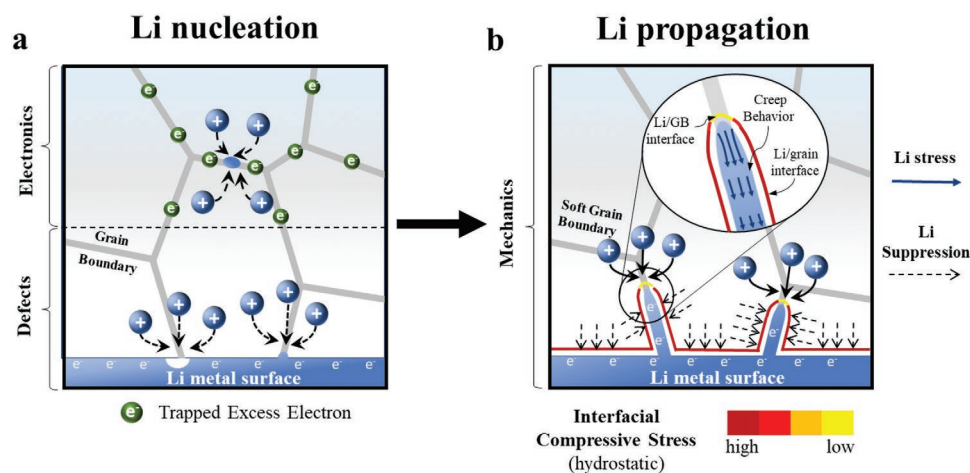 Li nucleation
a
Electronics
Defects
e⁻
e⁻
e⁻
e⁻
e⁻
e⁻
e⁻
e⁻
e⁻
+
+
+
+
Grain
Boundary
+
+
+
+
+
+
e⁻ e⁻ e⁻ e⁻ e⁻ e⁻
Li metal surface
e⁻ Trapped Excess Electron
Li propagation
b
Mechanics
Li/GB
interface
Creep
Behavior
Li/grain
interface
Soft Grain
Boundary
+
+
+
+
+
+
e⁻
e⁻
e⁻
e⁻
e⁻ e⁻ e⁻ e⁻ e⁻ e⁻
Li metal surface
Li stress
Li
Suppression
Interfacial
Compressive Stress
(hydrostatic)
high
low